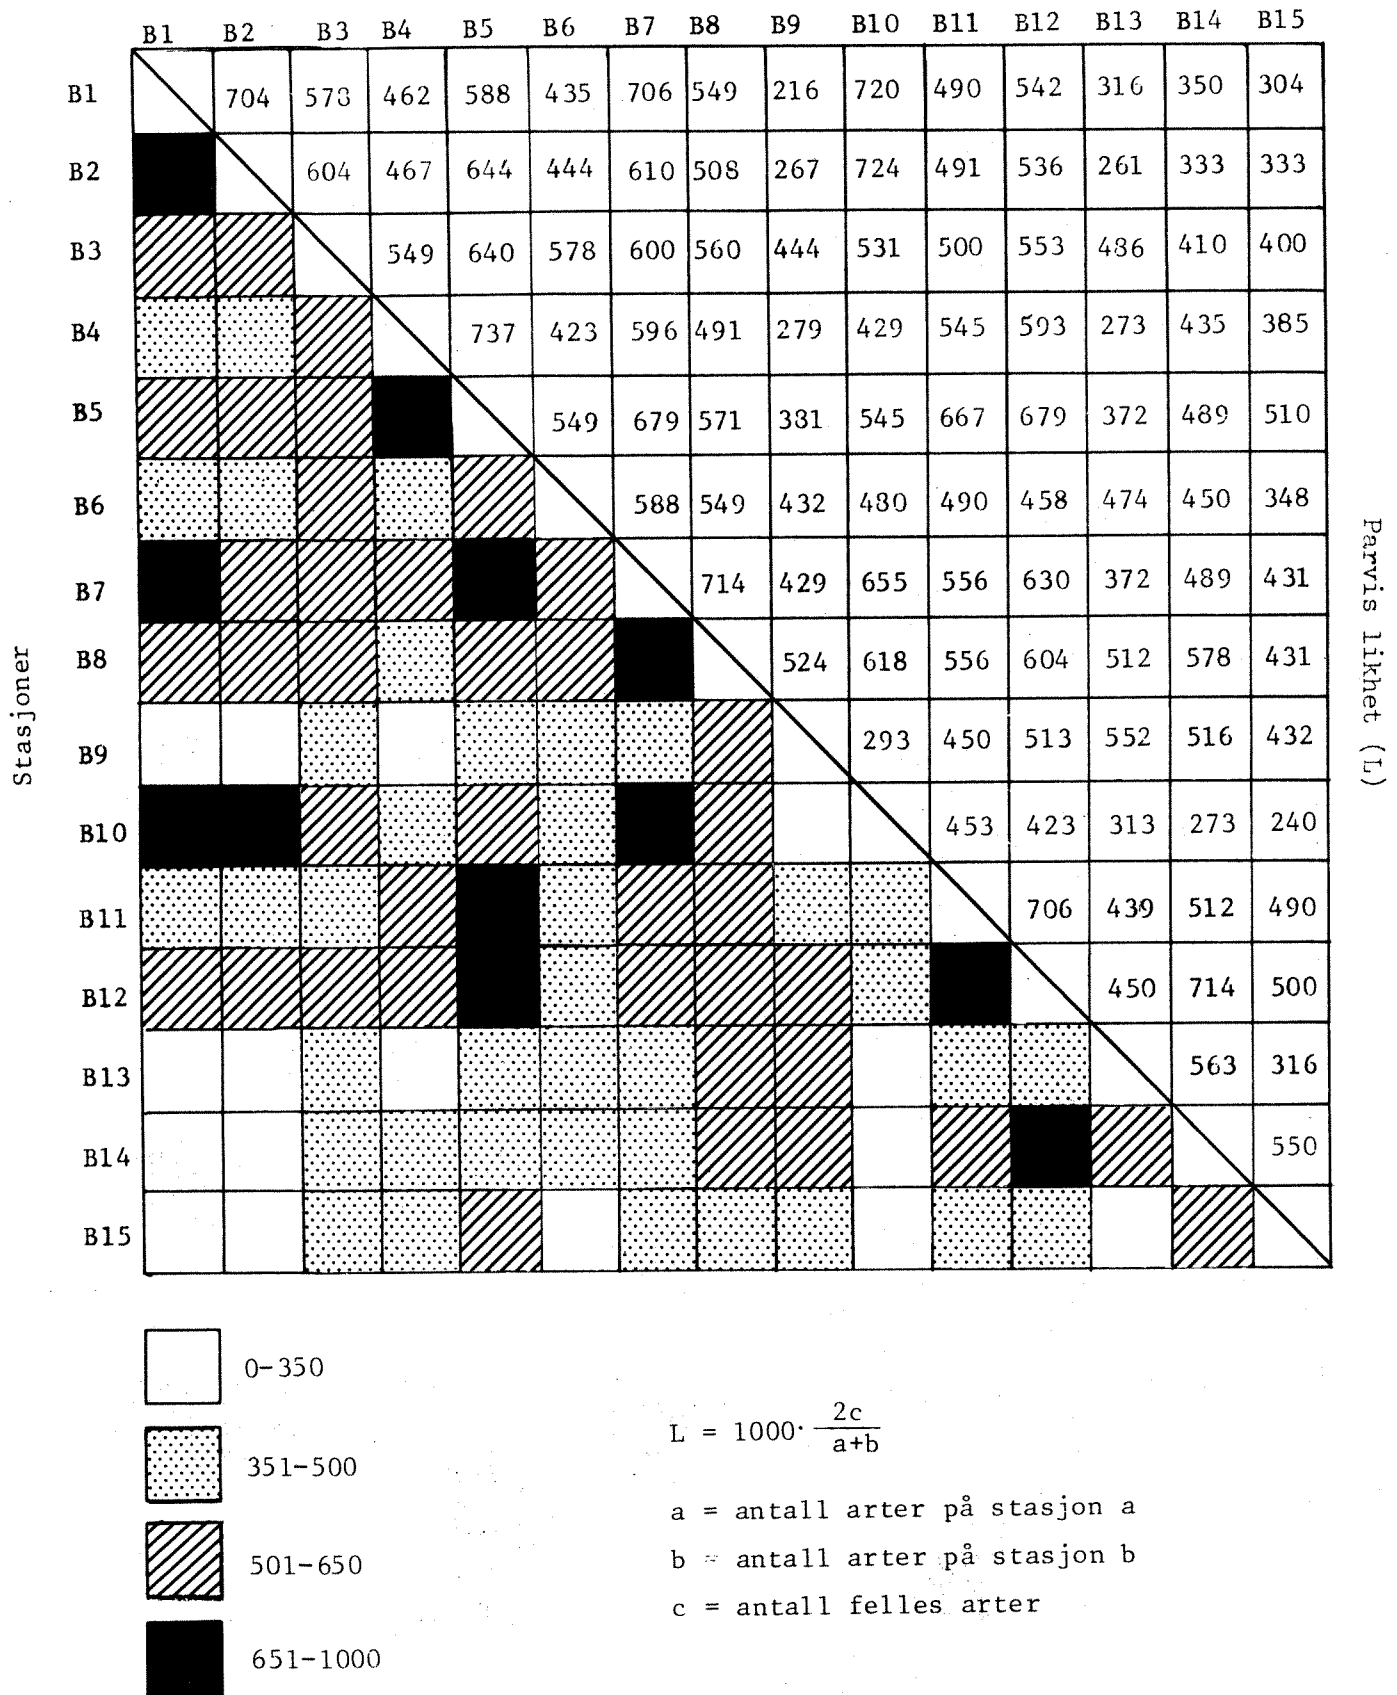 B1 B2 B3 B4 B5 B6 B7 B8 B9 B10 B11 B12 B13 B14 B15
B1 704 578 462 588 435 706 549 216 720 490 542 316 350 304
B2 604 467 644 444 610 508 267 724 491 536 261 333 333
B3 549 640 578 600 560 444 531 500 553 486 410 400
B4 737 423 596 491 279 429 545 593 273 435 385
B5 549 679 571 381 545 667 679 372 489 510
B6 588 549 432 480 490 458 474 450 348
B7 714 429 655 556 630 372 489 431
B8 524 618 556 604 512 578 431
B9 293 450 513 552 516 432
B10 453 423 313 273 240
B11 706 439 512 490
B12 450 714 500
B13 563 316
B14 550
B15
Stasjoner
Parvis likhet (L)
0-350
351-500
501-650
651-1000
L = 1000· 2c
a+b
a = antall arter på stasjon a
b = antall arter på stasjon b
c = antall felles arter